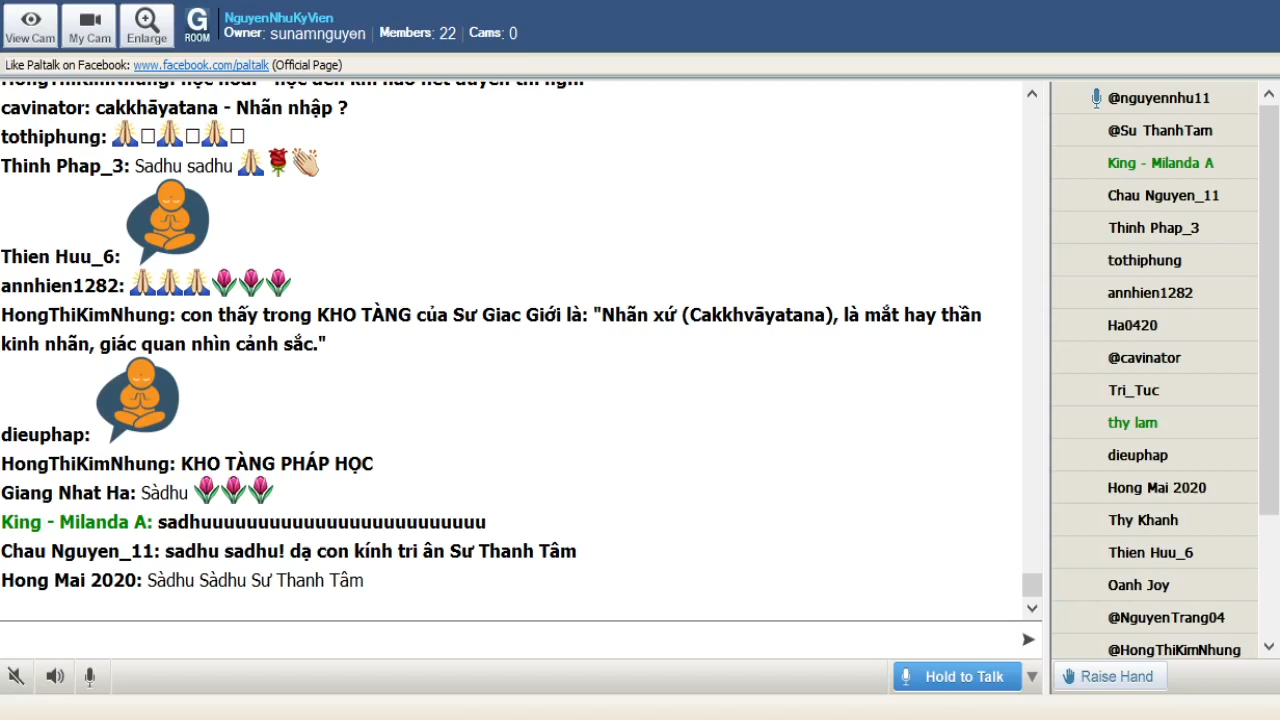 NguyenNhuKyVien
View Cam
My Cam
Enlarge
G
ROOM
Owner: sunamnguyen | Members: 22 | Cams: 0
Like Paltalk on Facebook: www.facebook.com/paltalk (Official Page)
cavinator: cakkhāyatana - Nhãn nhập ?
tothiphung: 🙏□🙏□🙏□
Thinh Phap_3: Sadhu sadhu 🙏🌹👏
Thien Huu_6:
annhien1282: 🙏🙏🙏🌷🌷🌷
HongThiKimNhung: con thấy trong KHO TÀNG của Sư Giac Giới là: "Nhãn xứ (Cakkhvāyatana), là mắt hay thần
kinh nhãn, giác quan nhìn cảnh sắc."
dieuphap:
HongThiKimNhung: KHO TÀNG PHÁP HỌC
Giang Nhat Ha: Sàdhu 🌷🌷🌷
King - Milanda A: sadhuuuuuuuuuuuuuuuuuuuuuuuuu
Chau Nguyen_11: sadhu sadhu! dạ con kính tri ân Sư Thanh Tâm
Hong Mai 2020: Sàdhu Sàdhu Sư Thanh Tâm
@nguyennhu11
@Su ThanhTam
King - Milanda A
Chau Nguyen_11
Thinh Phap_3
tothiphung
annhien1282
Ha0420
@cavinator
Tri_Tuc
thy lam
dieuphap
Hong Mai 2020
Thy Khanh
Thien Huu_6
Oanh Joy
@NguyenTrang04
@HongThiKimNhung
Hold to Talk
Raise Hand